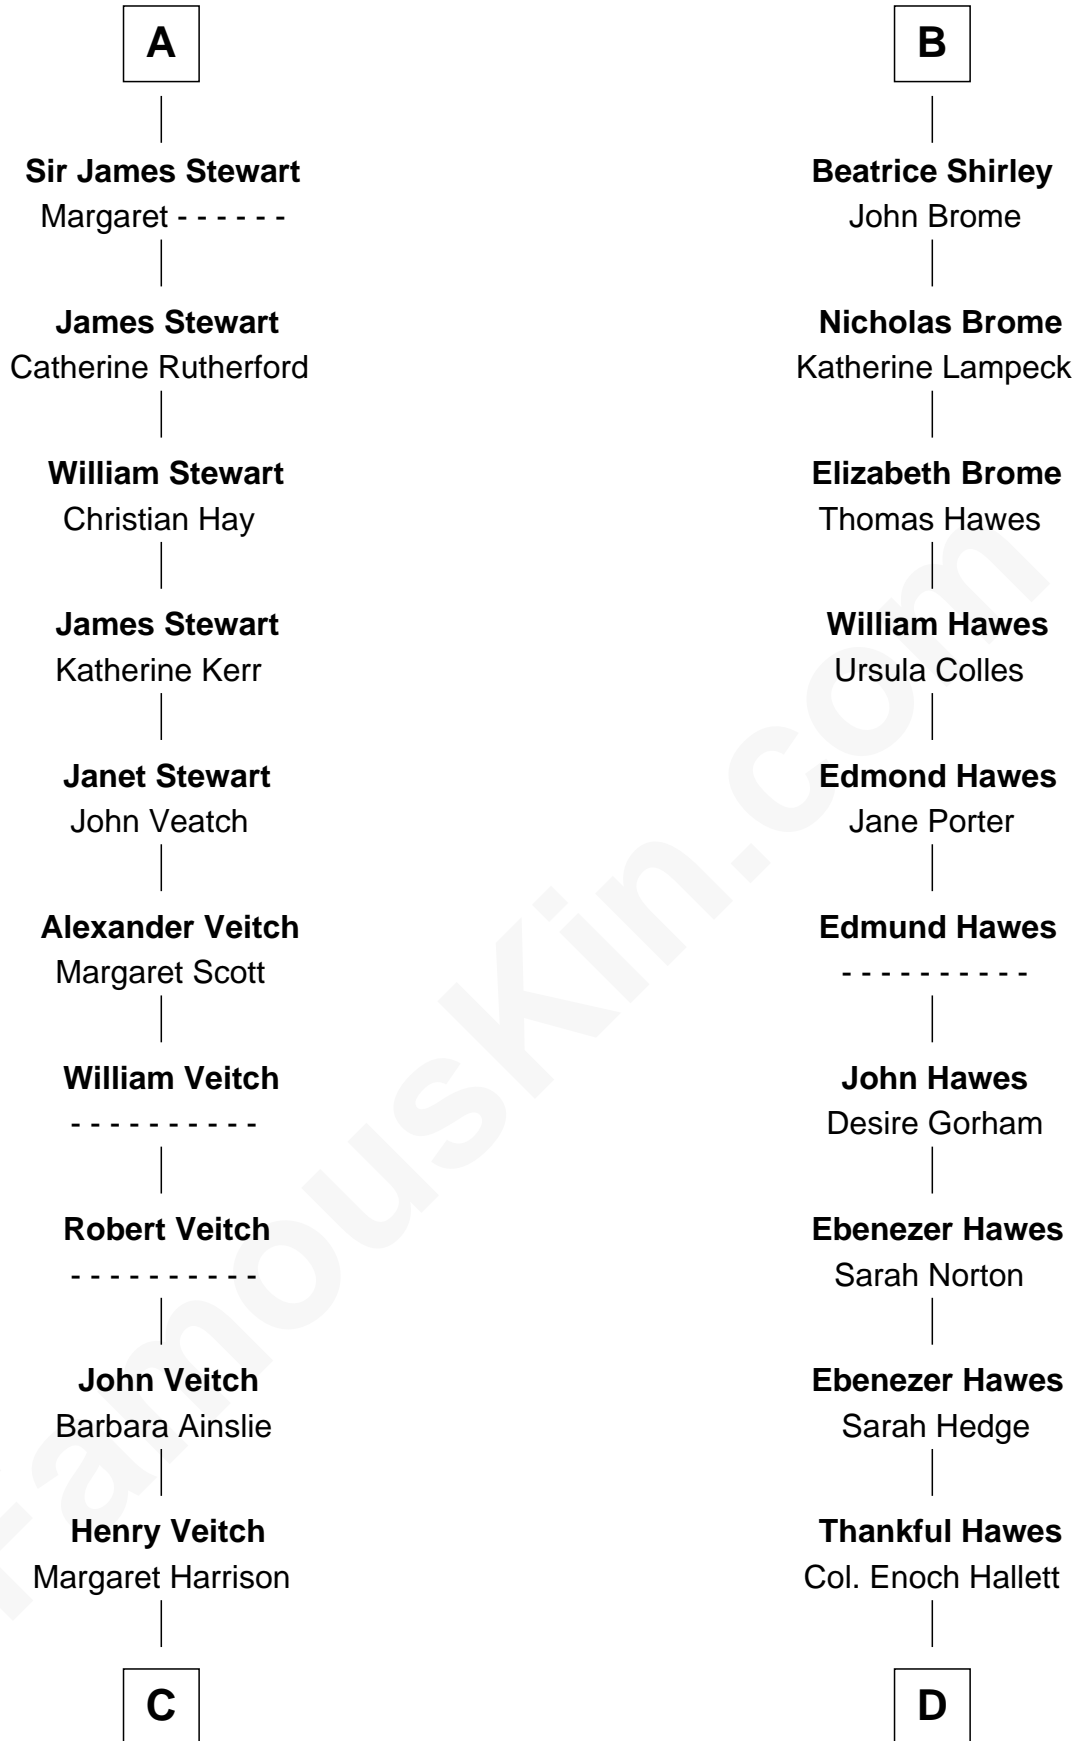 A
Sir James Stewart
Margaret - - - - - -
James Stewart
Catherine Rutherford
William Stewart
Christian Hay
James Stewart
Katherine Kerr
Janet Stewart
John Veatch
Alexander Veitch
Margaret Scott
William Veitch
- - - - - - - - - -
Robert Veitch
- - - - - - - - - -
John Veitch
Barbara Ainslie
Henry Veitch
Margaret Harrison
C
B
Beatrice Shirley
John Brome
Nicholas Brome
Katherine Lampeck
Elizabeth Brome
Thomas Hawes
William Hawes
Ursula Colles
Edmond Hawes
Jane Porter
Edmund Hawes
- - - - - - - - - -
John Hawes
Desire Gorham
Ebenezer Hawes
Sarah Norton
Ebenezer Hawes
Sarah Hedge
Thankful Hawes
Col. Enoch Hallett
D
FamousKin.com